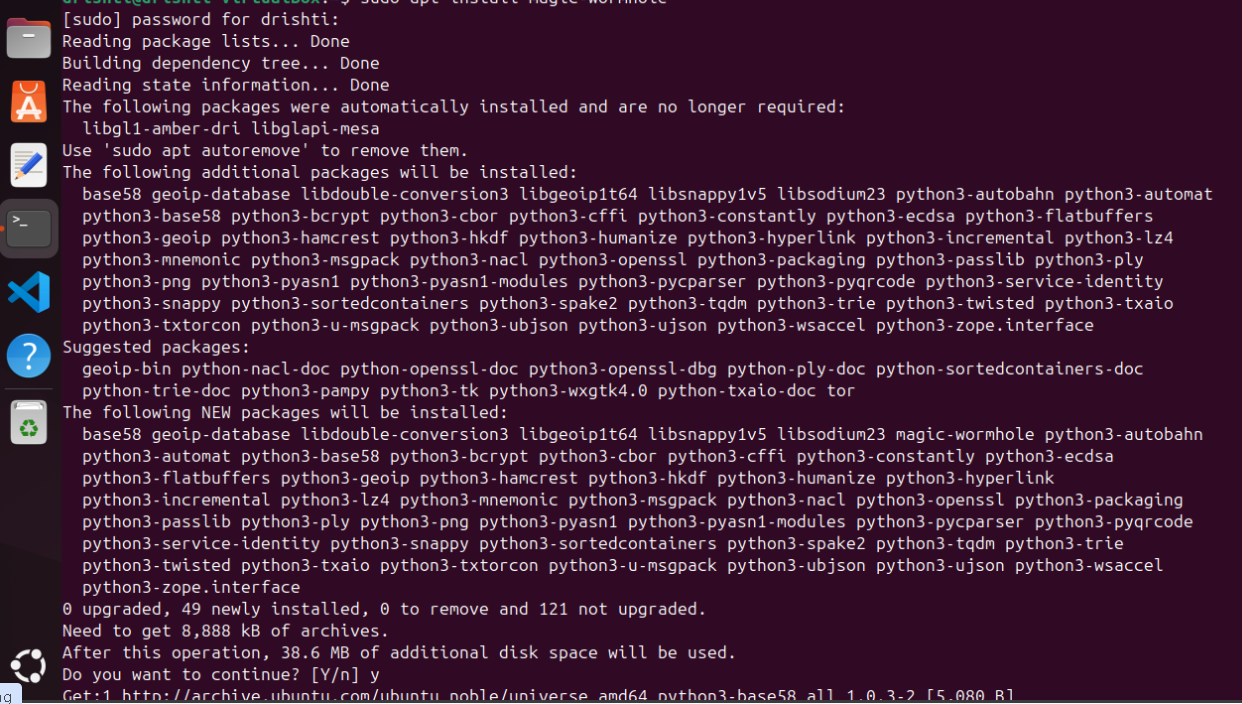 drishti@drishti-VirtualBox:~$ sudo apt install magic-wormhole
[sudo] password for drishti:
Reading package lists... Done
Building dependency tree... Done
Reading state information... Done
The following packages were automatically installed and are no longer required:
  libgl1-amber-dri libglapi-mesa
Use 'sudo apt autoremove' to remove them.
The following additional packages will be installed:
  base58 geoip-database libdouble-conversion3 libgeoip1t64 libsnappy1v5 libsodium23 python3-autobahn python3-automat
  python3-base58 python3-bcrypt python3-cbor python3-cffi python3-constantly python3-ecdsa python3-flatbuffers
  python3-geoip python3-hamcrest python3-hkdf python3-humanize python3-hyperlink python3-incremental python3-lz4
  python3-mnemonic python3-msgpack python3-nacl python3-openssl python3-packaging python3-passlib python3-ply
  python3-png python3-pyasn1 python3-pyasn1-modules python3-pycparser python3-pyqrcode python3-service-identity
  python3-snappy python3-sortedcontainers python3-spake2 python3-tqdm python3-trie python3-twisted python3-txaio
  python3-txtorcon python3-u-msgpack python3-ubjson python3-ujson python3-wsaccel python3-zope.interface
Suggested packages:
  geoip-bin python-nacl-doc python-openssl-doc python3-openssl-dbg python-ply-doc python-sortedcontainers-doc
  python-trie-doc python3-pampy python3-tk python3-wxgtk4.0 python-txaio-doc tor
The following NEW packages will be installed:
  base58 geoip-database libdouble-conversion3 libgeoip1t64 libsnappy1v5 libsodium23 magic-wormhole python3-autobahn
  python3-automat python3-base58 python3-bcrypt python3-cbor python3-cffi python3-constantly python3-ecdsa
  python3-flatbuffers python3-geoip python3-hamcrest python3-hkdf python3-humanize python3-hyperlink
  python3-incremental python3-lz4 python3-mnemonic python3-msgpack python3-nacl python3-openssl python3-packaging
  python3-passlib python3-ply python3-png python3-pyasn1 python3-pyasn1-modules python3-pycparser python3-pyqrcode
  python3-service-identity python3-snappy python3-sortedcontainers python3-spake2 python3-tqdm python3-trie
  python3-twisted python3-txaio python3-txtorcon python3-u-msgpack python3-ubjson python3-ujson python3-wsaccel
  python3-zope.interface
0 upgraded, 49 newly installed, 0 to remove and 121 not upgraded.
Need to get 8,888 kB of archives.
After this operation, 38.6 MB of additional disk space will be used.
Do you want to continue? [Y/n] y
Get:1 http://archive.ubuntu.com/ubuntu noble/universe amd64 python3-base58 all 1.0.3-2 [5,080 B]